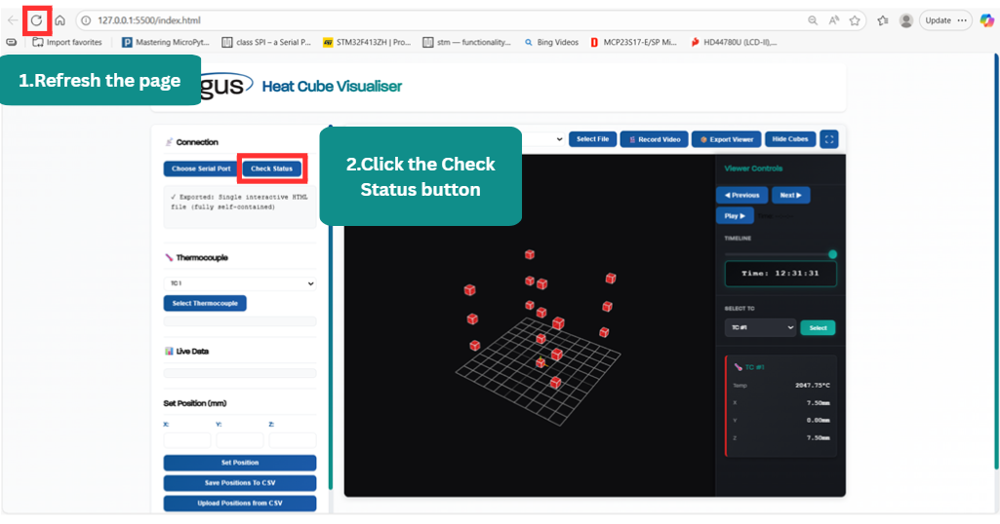 127.0.0.1:5500/index.html
Update
Import favorites
Mastering MicroPyt...
class SPI – a Serial P...
STM32F413ZH | Pro...
stm — functionality...
Bing Videos
MCP23S17-E/SP Mi...
HD44780U (LCD-II),...
1.Refresh the page
gus
Heat Cube Visualiser
Connection
Choose Serial Port
Check Status
2.Click the Check
Status button
✓ Exported: Single interactive HTML
file (fully self-contained)
Thermocouple
TC 1
Select Thermocouple
Live Data
Set Position (mm)
X:
Y:
Z:
Set Position
Save Positions To CSV
Upload Positions from CSV
Select File
Record Video
Export Viewer
Hide Cubes
Viewer Controls
◀ Previous
Next ▶
Play ▶
TIMELINE
Time: 12:31:31
SELECT TC
TC #1
Select
TC #1
Temp
2047.75°C
X
7.50mm
Y
0.00mm
Z
7.50mm